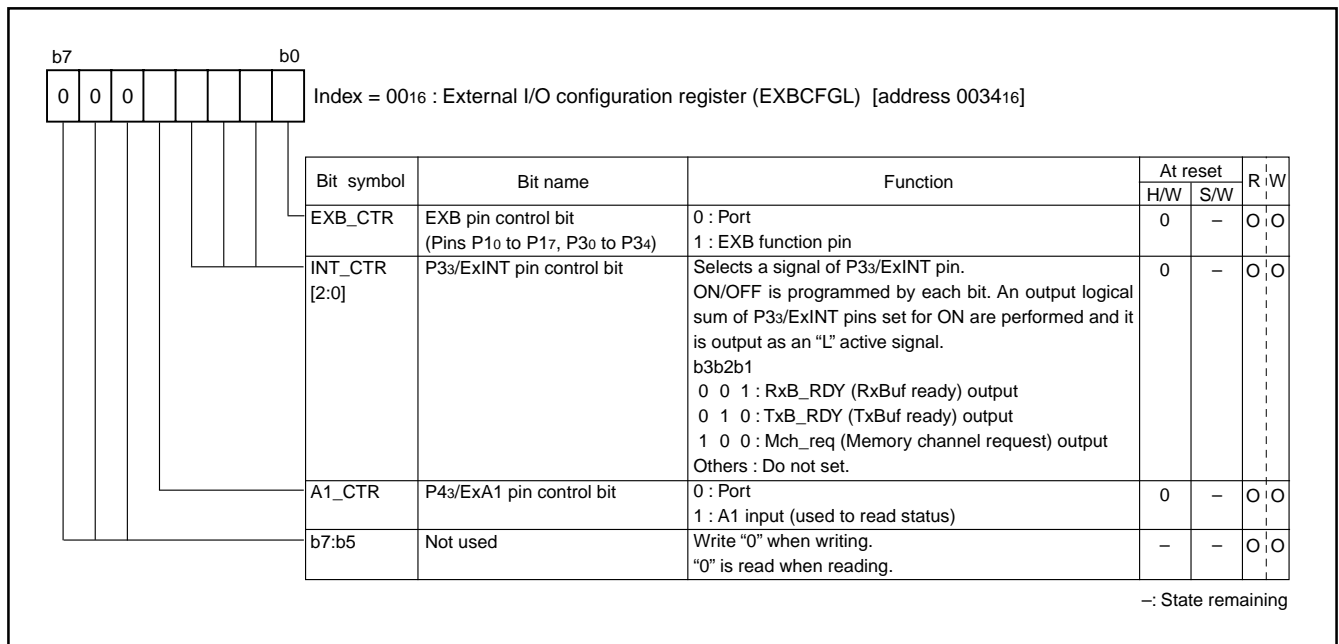 b7 b0
0 0 0 Index = 0016 : External I/O configuration register (EXBCFGL) [address 003416]
Bit symbol Bit name Function At reset R W
H/W S/W
EXB_CTR EXB pin control bit 0 : Port 0 – O O
(Pins P10 to P17, P30 to P34) 1 : EXB function pin
INT_CTR P33/ExINT pin control bit Selects a signal of P33/ExINT pin. 0 – O O
[2:0] ON/OFF is programmed by each bit. An output logical
sum of P33/ExINT pins set for ON are performed and it
is output as an “L” active signal.
b3b2b1
0 0 1 : RxB_RDY (RxBuf ready) output
0 1 0 : TxB_RDY (TxBuf ready) output
1 0 0 : Mch_req (Memory channel request) output
Others : Do not set.
A1_CTR P43/ExA1 pin control bit 0 : Port 0 – O O
1 : A1 input (used to read status)
b7:b5 Not used Write “0” when writing. – – O O
“0” is read when reading.
–: State remaining